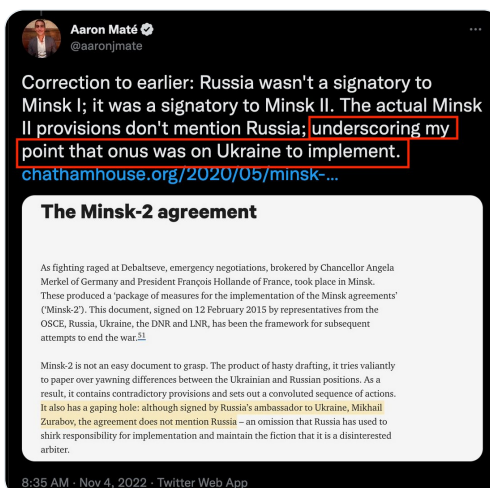 Aaron Maté
@aaronjmate
Correction to earlier: Russia wasn't a signatory to
Minsk I; it was a signatory to Minsk II. The actual Minsk
II provisions don't mention Russia; underscoring my
point that onus was on Ukraine to implement.
chathamhouse.org/2020/05/minsk-...
The Minsk-2 agreement
As fighting raged at Debaltseve, emergency negotiations, brokered by Chancellor Angela
Merkel of Germany and President François Hollande of France, took place in Minsk.
These produced a 'package of measures for the implementation of the Minsk agreements'
('Minsk-2'). This document, signed on 12 February 2015 by representatives from the
OSCE, Russia, Ukraine, the DNR and LNR, has been the framework for subsequent
attempts to end the war.51
Minsk-2 is not an easy document to grasp. The product of hasty drafting, it tries valiantly
to paper over yawning differences between the Ukrainian and Russian positions. As a
result, it contains contradictory provisions and sets out a convoluted sequence of actions.
It also has a gaping hole: although signed by Russia's ambassador to Ukraine, Mikhail
Zurabov, the agreement does not mention Russia – an omission that Russia has used to
shirk responsibility for implementation and maintain the fiction that it is a disinterested
arbiter.
8:35 AM · Nov 4, 2022 · Twitter Web App